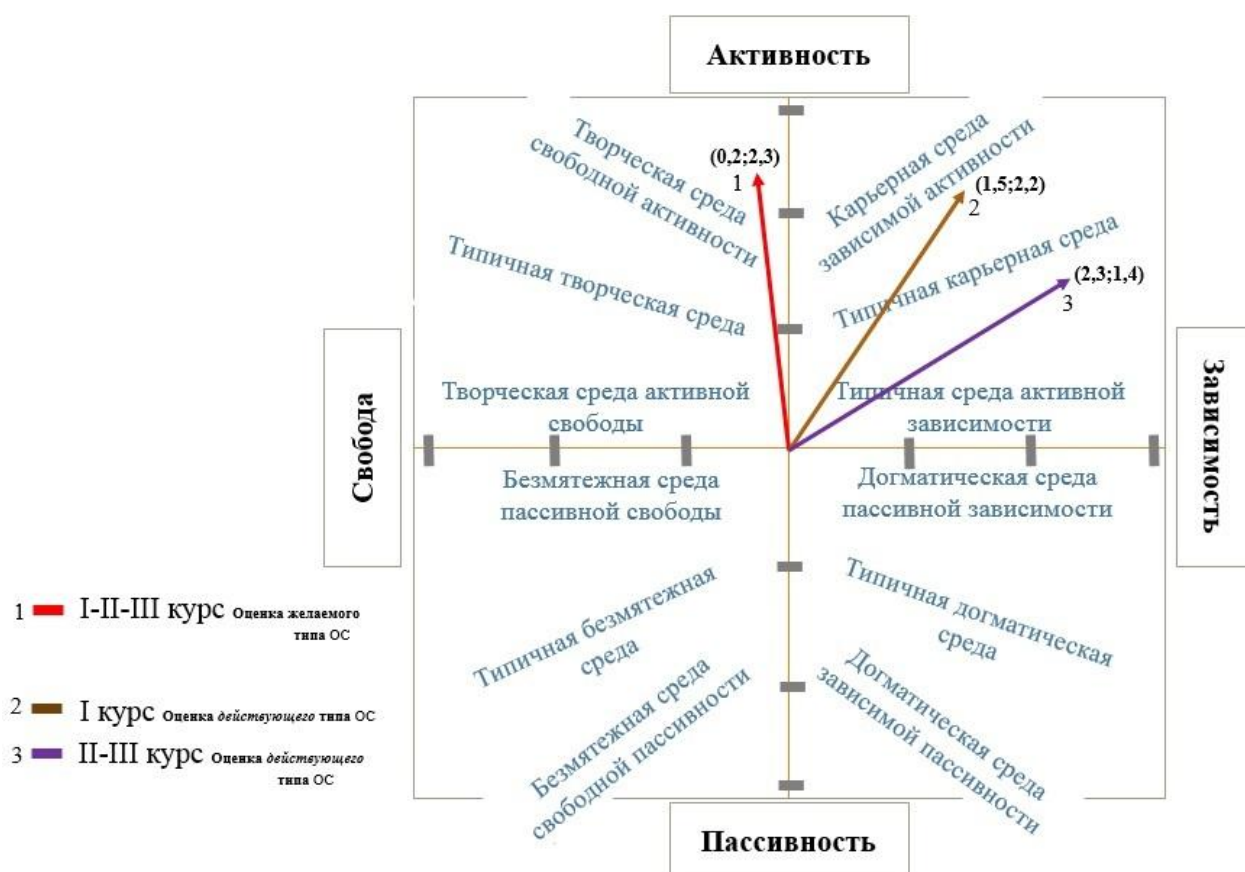 Активность
Творческая среда
свободной активности
Карьерная среда
зависимой активности
(0,2;2,3)
1
(1,5;2,2)
2
Типичная творческая среда
Типичная карьерная среда
(2,3;1,4)
3
Свобода
Зависимость
Творческая среда активной
свободы
Типичная среда активной
зависимости
Безмятежная среда
пассивной свободы
Догматическая среда
пассивной зависимости
Типичная безмятежная
среда
Типичная догматическая
среда
Безмятежная среда
свободной пассивности
Догматическая среда
зависимой пассивности
Пассивность
1 I-II-III курс Оценка желаемого
типа ОС
2 I курс Оценка действующего типа ОС
3 II-III курс Оценка действующего
типа ОС